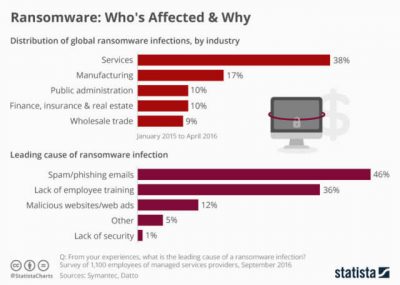 Ransomware: Who's Affected & Why
Distribution of global ransomware infections, by industry
Services 38%
Manufacturing 17%
Public administration 10%
Finance, insurance & real estate 10%
Wholesale trade 9%
January 2015 to April 2016
Leading cause of ransomware infection
Spam/phishing emails 46%
Lack of employee training 36%
Malicious websites/web ads 12%
Other 5%
Lack of security 1%
Q: From your experiences, what is the leading cause of a ransomware infection?
Survey of 1,100 employees of managed services providers, September 2016
@StatistaCharts Sources: Symantec, Datto
statista